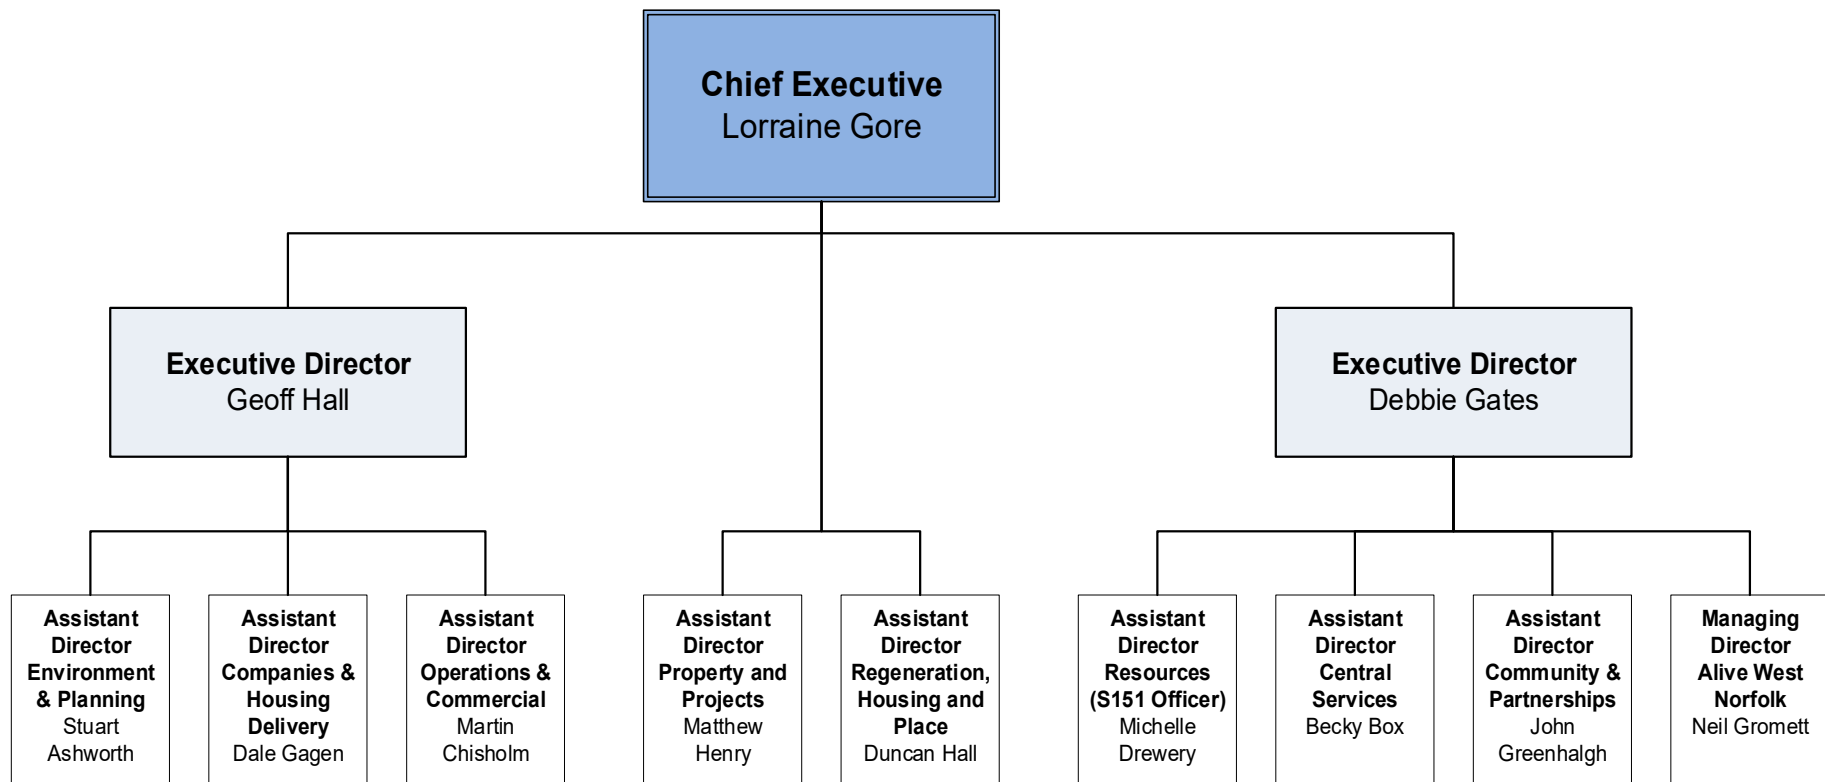 Chief Executive
Lorraine Gore
Executive Director
Geoff Hall
Executive Director
Debbie Gates
Assistant
Director
Environment
& Planning
Stuart
Ashworth
Assistant
Director
Companies &
Housing
Delivery
Dale Gagen
Assistant
Director
Operations &
Commercial
Martin
Chisholm
Assistant
Director
Property and
Projects
Matthew
Henry
Assistant
Director
Regeneration,
Housing and
Place
Duncan Hall
Assistant
Director
Resources
(S151 Officer)
Michelle
Drewery
Assistant
Director
Central
Services
Becky Box
Assistant
Director
Community &
Partnerships
John
Greenhalgh
Managing
Director
Alive West
Norfolk
Neil Gromett